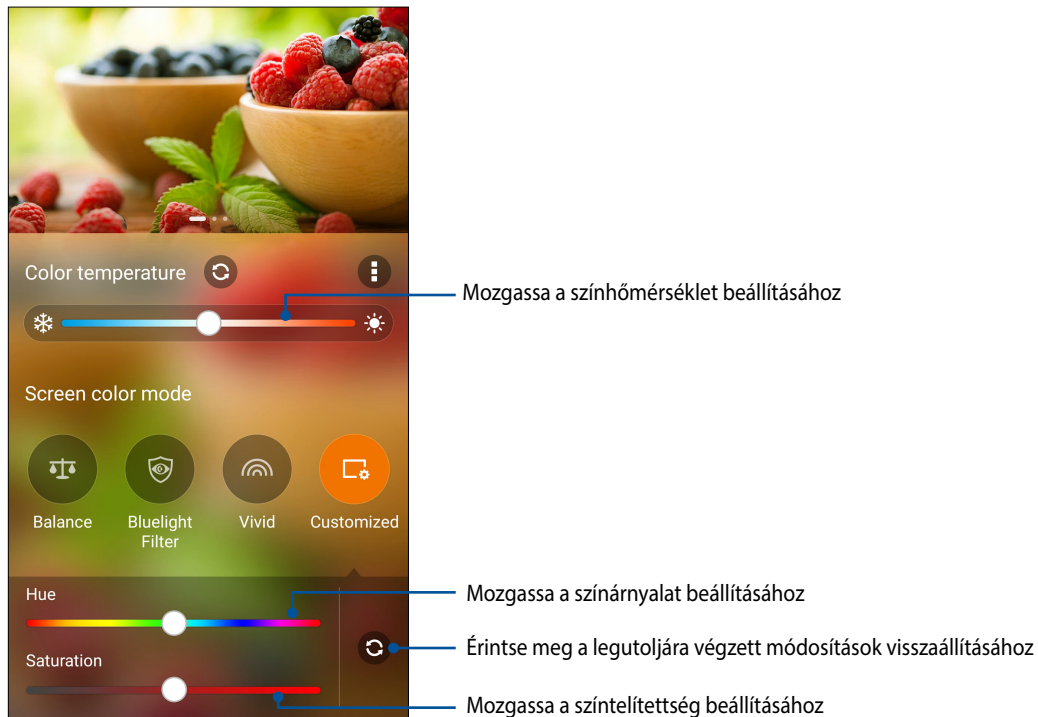 Color temperature
Mozgassa a színhőmérséklet beállításához
Screen color mode
Balance
Bluelight
Filter
Vivid
Customized
Hue
Mozgassa a színárnyalat beállításához
Érintse meg a legutoljára végzett módosítások visszaállításához
Saturation
Mozgassa a színtelítettség beállításához